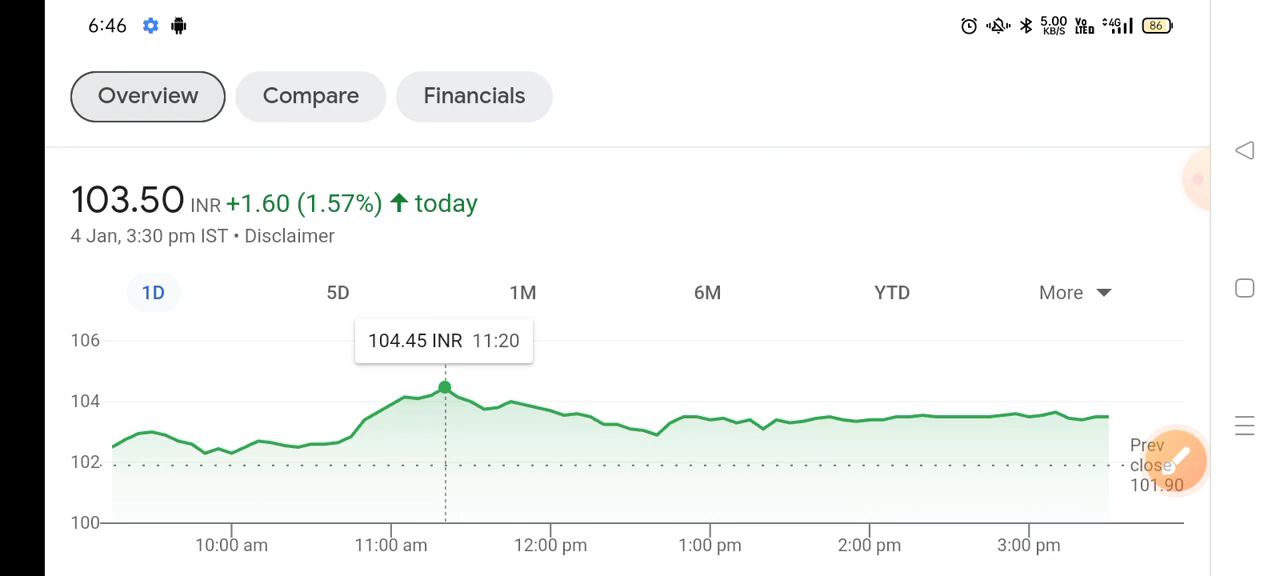 6:46 5.00 KB/S Vo LTED 4G 86
Overview Compare Financials
103.50 INR +1.60 (1.57%) ↑ today
4 Jan, 3:30 pm IST • Disclaimer
1D 5D 1M 6M YTD More
104.45 INR 11:20
106
104
102
100
Prev
close
101.90
10:00 am 11:00 am 12:00 pm 1:00 pm 2:00 pm 3:00 pm